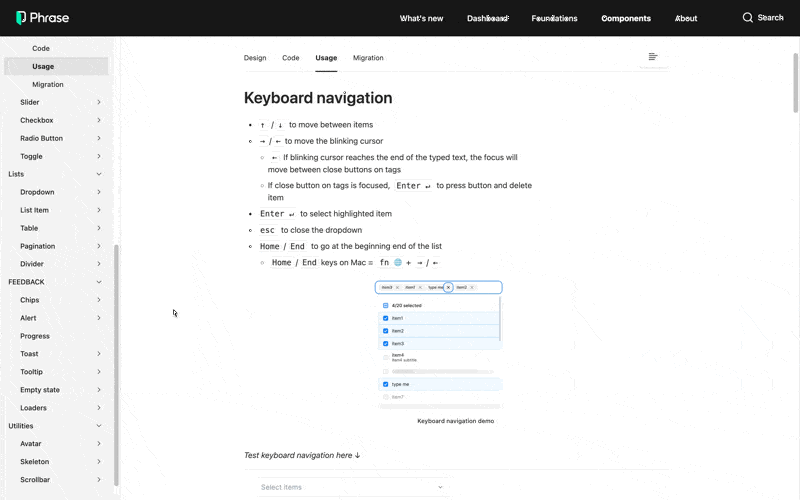 Phrase
What's new
Dashboard
Foundations
Components
About
Search
Code
Usage
Migration
Slider
Checkbox
Radio Button
Toggle
Lists
Dropdown
List Item
Table
Pagination
Divider
FEEDBACK
Chips
Alert
Progress
Toast
Tooltip
Empty state
Loaders
Utilities
Avatar
Skeleton
Scrollbar
Design Code Usage Migration
Keyboard navigation
• ↑ / ↓ to move between items
◦ → / ← to move the blinking cursor
◦ ← If blinking cursor reaches the end of the typed text, the focus will
move between close buttons on tags
◦ If close button on tags is focused, Enter ↵ to press button and delete
item
• Enter ↵ to select highlighted item
◦ esc to close the dropdown
◦ Home / End to go at the beginning end of the list
◦ Home / End keys on Mac = fn 🌐 + → / ←
type me
4/20 selected
item1
item2
item3
item4
item4 subtitle
type me
item7
Keyboard navigation demo
Test keyboard navigation here ↓
Select items